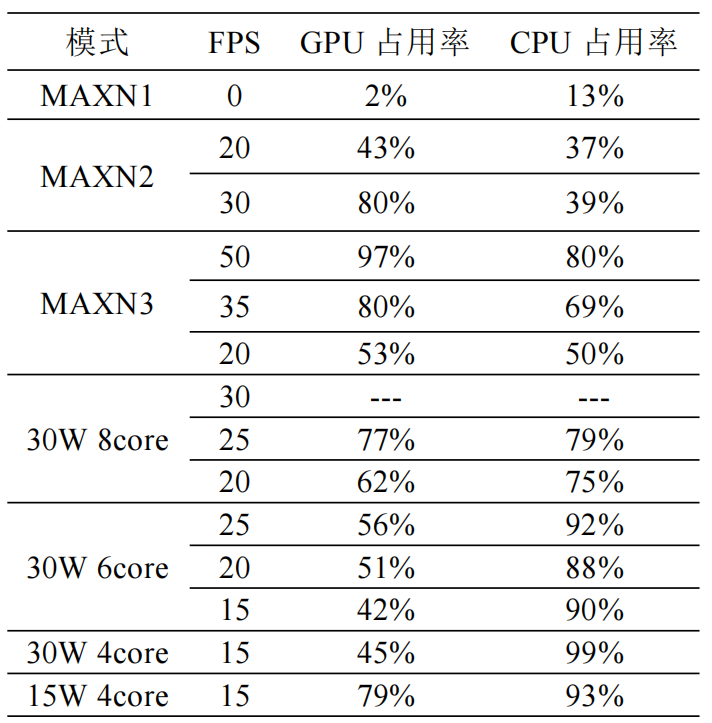 模式 FPS GPU 占用率 CPU 占用率
MAXN1 0 2% 13%
MAXN2 20 43% 37%
30 80% 39%
MAXN3 50 97% 80%
35 80% 69%
20 53% 50%
30W 8core 30 --- ---
25 77% 79%
20 62% 75%
30W 6core 25 56% 92%
20 51% 88%
15 42% 90%
30W 4core 15 45% 99%
15W 4core 15 79% 93%